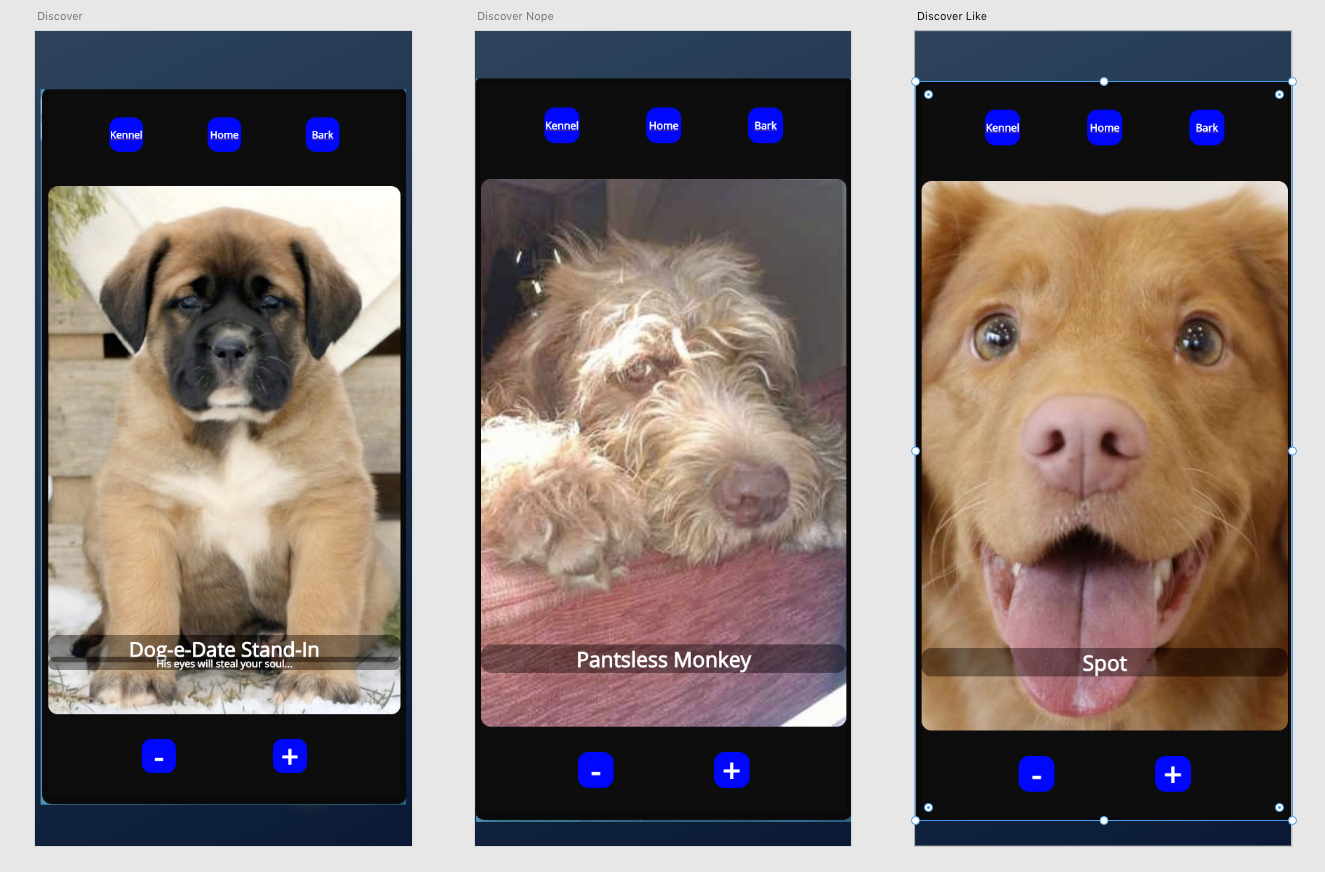 Discover
Discover Nope
Discover Like
Kennel
Home
Bark
Dog-e-Date Stand-In
His eyes will steal your soul...
-
+
Kennel
Home
Bark
Pantsless Monkey
-
+
Kennel
Home
Bark
Spot
-
+